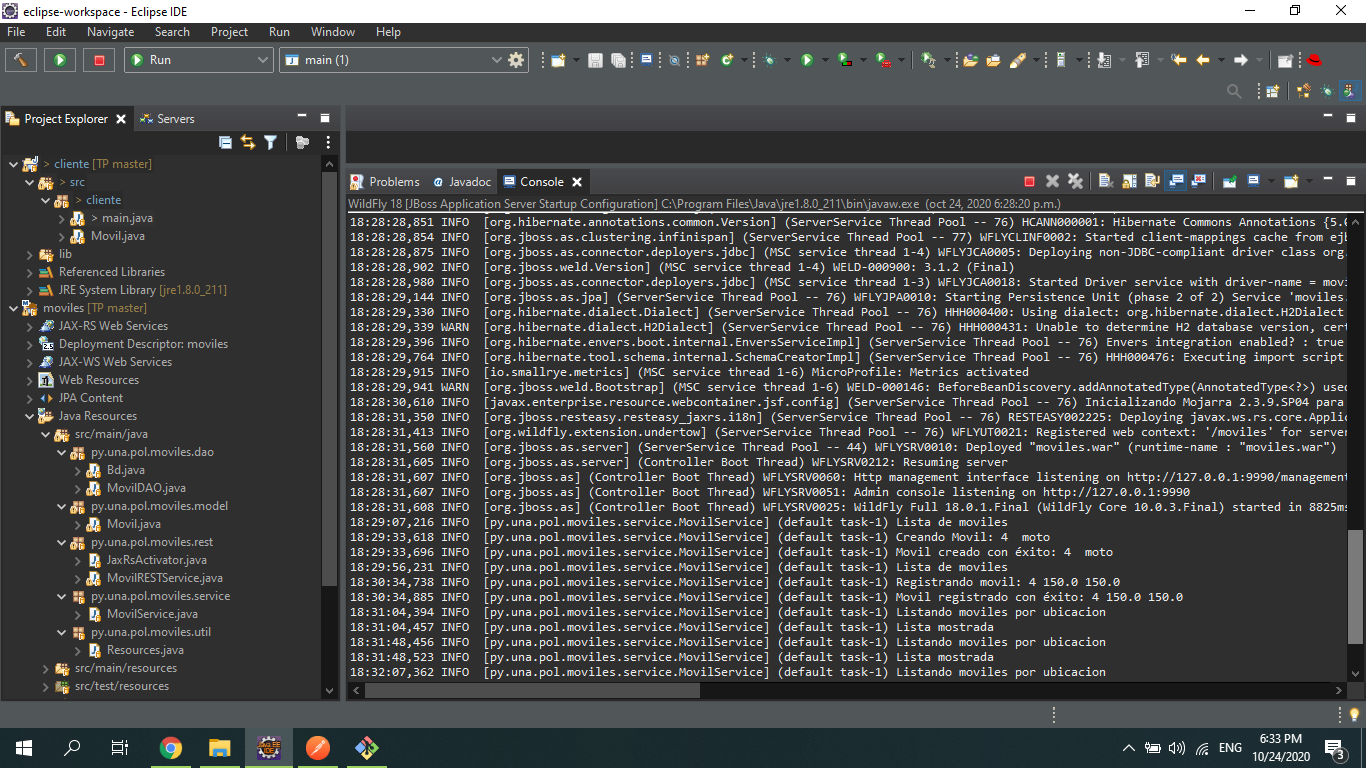 eclipse-workspace - Eclipse IDE
File Edit Navigate Search Project Run Window Help
Run
main (1)
Project Explorer
Servers
> cliente [TP master]
> src
> cliente
> main.java
Movil.java
lib
Referenced Libraries
JRE System Library [jre1.8.0_211]
moviles [TP master]
JAX-RS Web Services
Deployment Descriptor: moviles
JAX-WS Web Services
Web Resources
JPA Content
Java Resources
src/main/java
py.una.pol.moviles.dao
Bd.java
MovilDAO.java
py.una.pol.moviles.model
Movil.java
py.una.pol.moviles.rest
JaxRsActivator.java
MovilRESTService.java
py.una.pol.moviles.service
MovilService.java
py.una.pol.moviles.util
Resources.java
src/main/resources
src/test/resources
Problems @ Javadoc Console
WildFly 18 [JBoss Application Server Startup Configuration] C:\Program Files\Java\jre1.8.0_211\bin\javaw.exe (oct 24, 2020 6:28:20 p.m.)
18:28:28,851 INFO [org.hibernate.annotations.common.Version] (ServerService Thread Pool -- 76) HCANN000001: Hibernate Commons Annotations {5.0
18:28:28,854 INFO [org.jboss.as.clustering.infinispan] (ServerService Thread Pool -- 77) WFLYCLINF0002: Started client-mappings cache from ejb
18:28:28,875 INFO [org.jboss.as.connector.deployers.jdbc] (MSC service thread 1-4) WFLYJCA0005: Deploying non-JDBC-compliant driver class org.
18:28:28,902 INFO [org.jboss.weld.Version] (MSC service thread 1-4) WELD-000900: 3.1.2 (Final)
18:28:28,980 INFO [org.jboss.as.connector.deployers.jdbc] (MSC service thread 1-3) WFLYJCA0018: Started Driver service with driver-name = movi
18:28:29,144 INFO [org.jboss.as.jpa] (ServerService Thread Pool -- 76) WFLYJPA0010: Starting Persistence Unit (phase 2 of 2) Service 'moviles.
18:28:29,330 INFO [org.hibernate.dialect.Dialect] (ServerService Thread Pool -- 76) HHH000400: Using dialect: org.hibernate.dialect.H2Dialect
18:28:29,339 WARN [org.hibernate.dialect.H2Dialect] (ServerService Thread Pool -- 76) HHH000431: Unable to determine H2 database version, cert
18:28:29,396 INFO [org.hibernate.envers.boot.internal.EnversServiceImpl] (ServerService Thread Pool -- 76) Envers integration enabled? : true
18:28:29,764 INFO [org.hibernate.tool.schema.internal.SchemaCreatorImpl] (ServerService Thread Pool -- 76) HHH000476: Executing import script
18:28:29,915 INFO [io.smallrye.metrics] (MSC service thread 1-6) MicroProfile: Metrics activated
18:28:29,941 WARN [org.jboss.weld.Bootstrap] (MSC service thread 1-6) WELD-000146: BeforeBeanDiscovery.addAnnotatedType(AnnotatedType<?>) used
18:28:30,610 INFO [javax.enterprise.resource.webcontainer.jsf.config] (ServerService Thread Pool -- 76) Inicializando Mojarra 2.3.9.SP04 para
18:28:31,350 INFO [org.jboss.resteasy.resteasy_jaxrs.i18n] (ServerService Thread Pool -- 76) RESTEASY002225: Deploying javax.ws.rs.core.Applic
18:28:31,413 INFO [org.wildfly.extension.undertow] (ServerService Thread Pool -- 76) WFLYUT0021: Registered web context: '/moviles' for server
18:28:31,560 INFO [org.jboss.as.server] (ServerService Thread Pool -- 44) WFLYSRV0010: Deployed "moviles.war" (runtime-name : "moviles.war")
18:28:31,605 INFO [org.jboss.as.server] (Controller Boot Thread) WFLYSRV0212: Resuming server
18:28:31,607 INFO [org.jboss.as] (Controller Boot Thread) WFLYSRV0060: Http management interface listening on http://127.0.0.1:9990/management
18:28:31,607 INFO [org.jboss.as] (Controller Boot Thread) WFLYSRV0051: Admin console listening on http://127.0.0.1:9990
18:28:31,608 INFO [org.jboss.as] (Controller Boot Thread) WFLYSRV0025: WildFly Full 18.0.1.Final (WildFly Core 10.0.3.Final) started in 8825ms
18:29:07,216 INFO [py.una.pol.moviles.service.MovilService] (default task-1) Lista de moviles
18:29:33,618 INFO [py.una.pol.moviles.service.MovilService] (default task-1) Creando Movil: 4 moto
18:29:33,696 INFO [py.una.pol.moviles.service.MovilService] (default task-1) Movil creado con éxito: 4 moto
18:29:56,231 INFO [py.una.pol.moviles.service.MovilService] (default task-1) Lista de moviles
18:30:34,738 INFO [py.una.pol.moviles.service.MovilService] (default task-1) Registrando movil: 4 150.0 150.0
18:30:34,885 INFO [py.una.pol.moviles.service.MovilService] (default task-1) Movil registrado con éxito: 4 150.0 150.0
18:31:04,394 INFO [py.una.pol.moviles.service.MovilService] (default task-1) Listando moviles por ubicacion
18:31:04,457 INFO [py.una.pol.moviles.service.MovilService] (default task-1) Lista mostrada
18:31:48,456 INFO [py.una.pol.moviles.service.MovilService] (default task-1) Listando moviles por ubicacion
18:31:48,523 INFO [py.una.pol.moviles.service.MovilService] (default task-1) Lista mostrada
18:32:07,362 INFO [py.una.pol.moviles.service.MovilService] (default task-1) Listando moviles por ubicacion
ENG
6:33 PM
10/24/2020
3